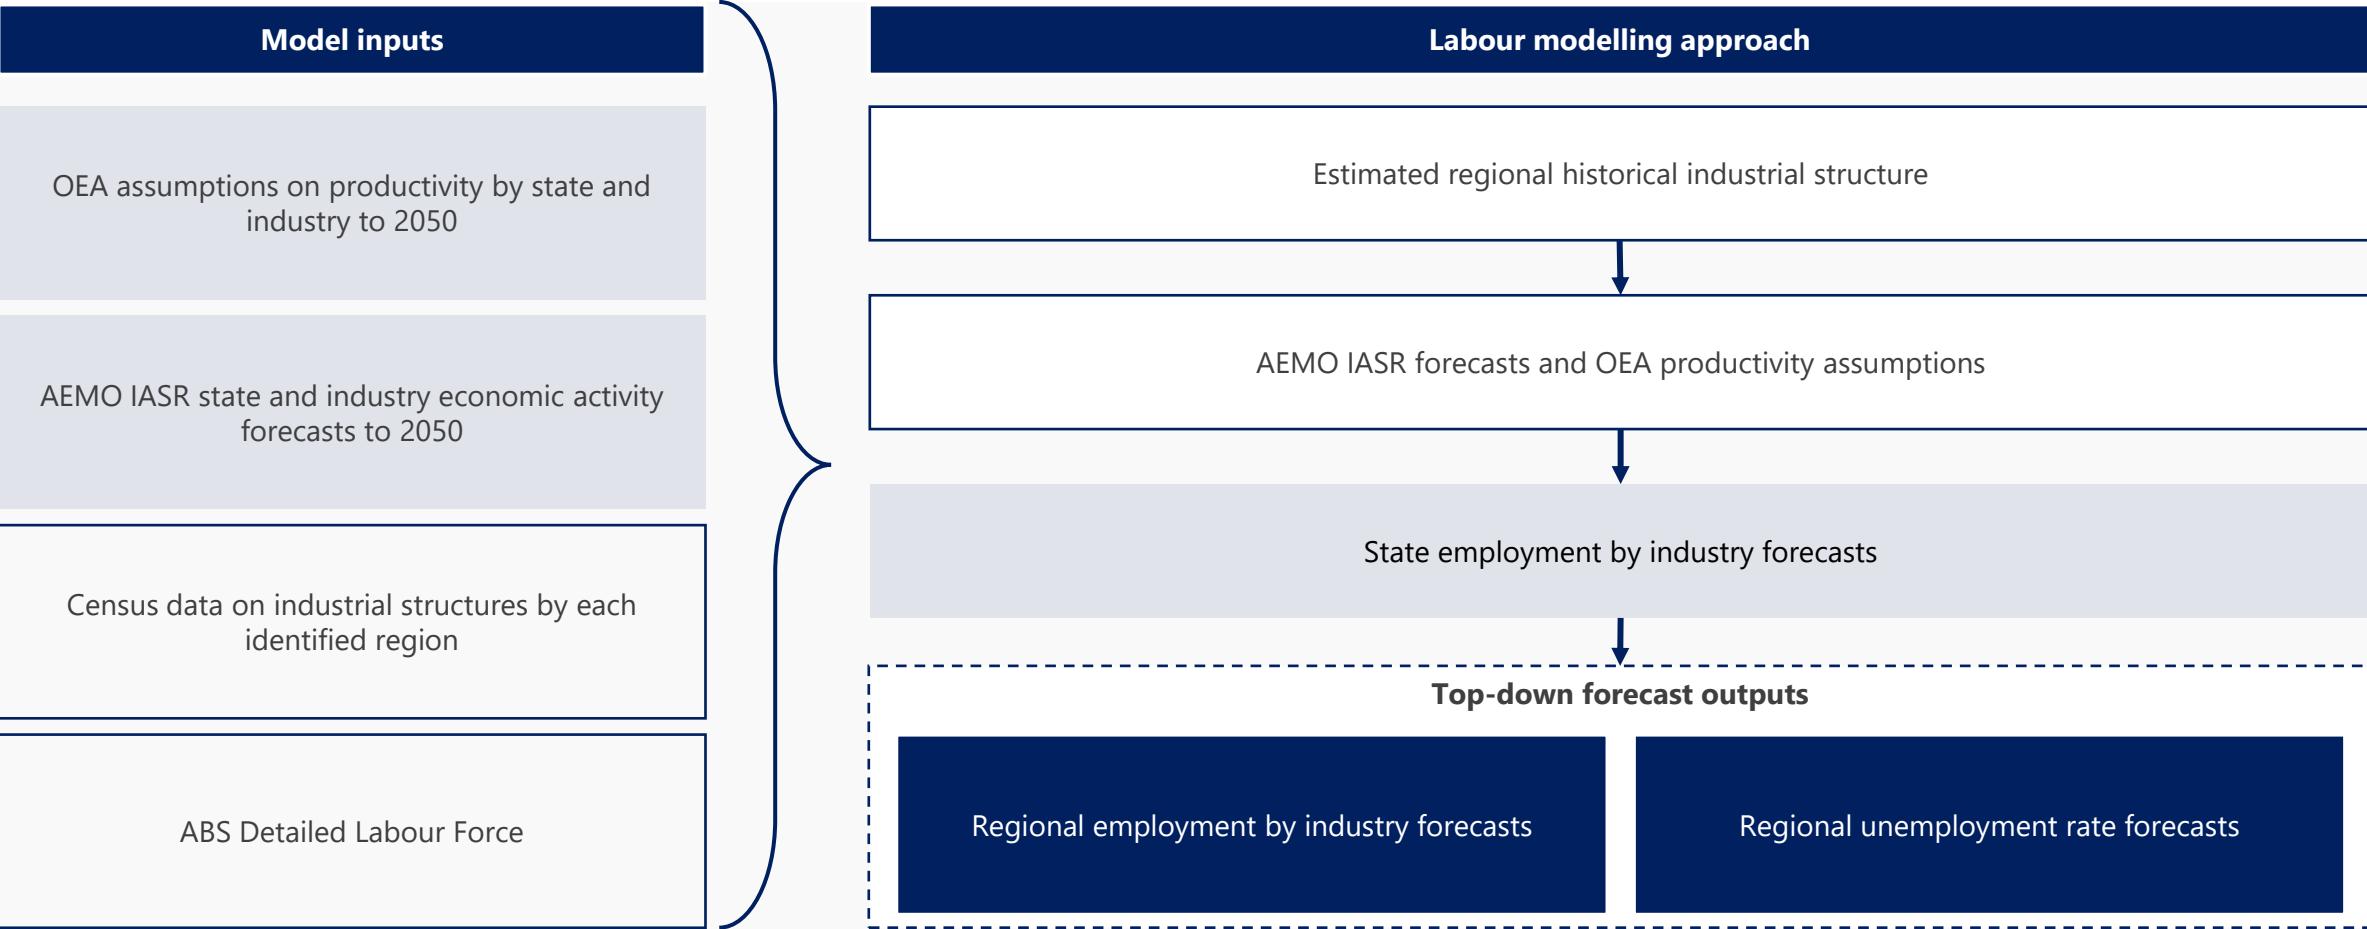 Model inputs
OEA assumptions on productivity by state and
industry to 2050
AEMO IASR state and industry economic activity
forecasts to 2050
Census data on industrial structures by each
identified region
ABS Detailed Labour Force
Labour modelling approach
Estimated regional historical industrial structure
AEMO IASR forecasts and OEA productivity assumptions
State employment by industry forecasts
Top-down forecast outputs
Regional employment by industry forecasts
Regional unemployment rate forecasts